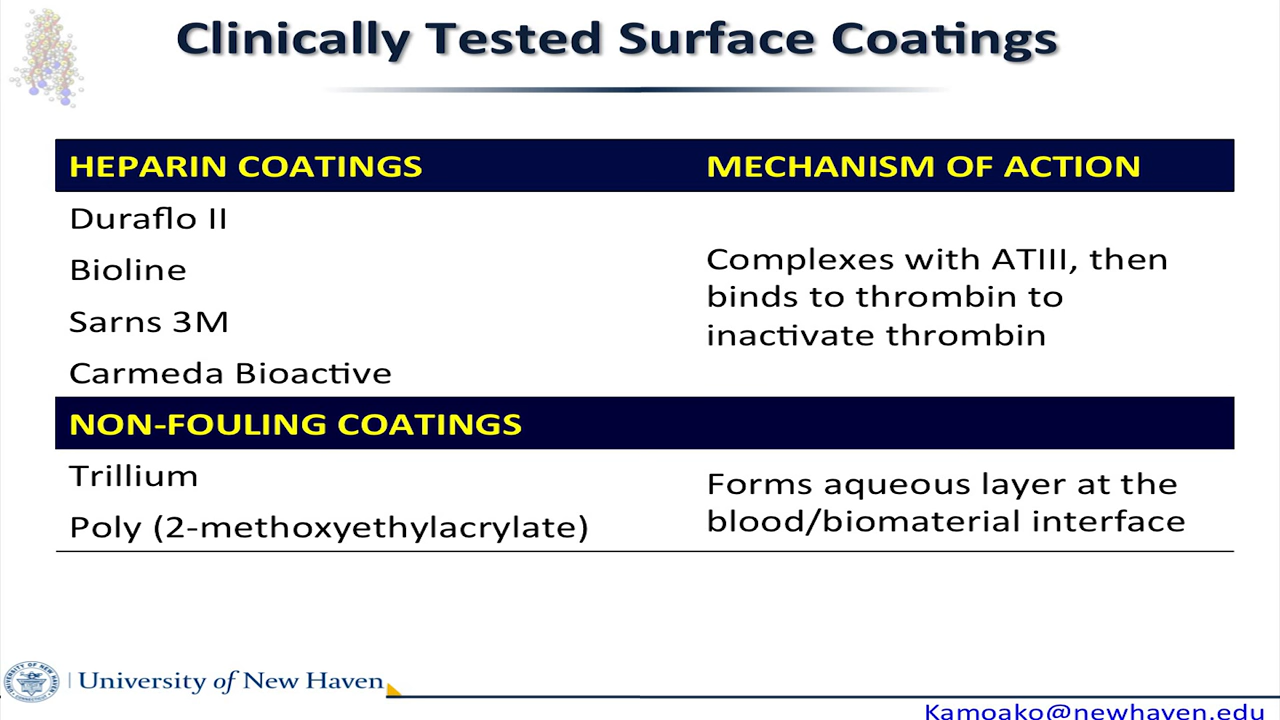 Clinically Tested Surface Coatings
HEPARIN COATINGS
MECHANISM OF ACTION
Duraflo II
Bioline
Sarns 3M
Carmeda Bioactive
Complexes with ATIII, then
binds to thrombin to
inactivate thrombin
NON-FOULING COATINGS
Trillium
Poly (2-methoxyethylacrylate)
Forms aqueous layer at the
blood/biomaterial interface
University of New Haven
Kamoako@newhaven.edu